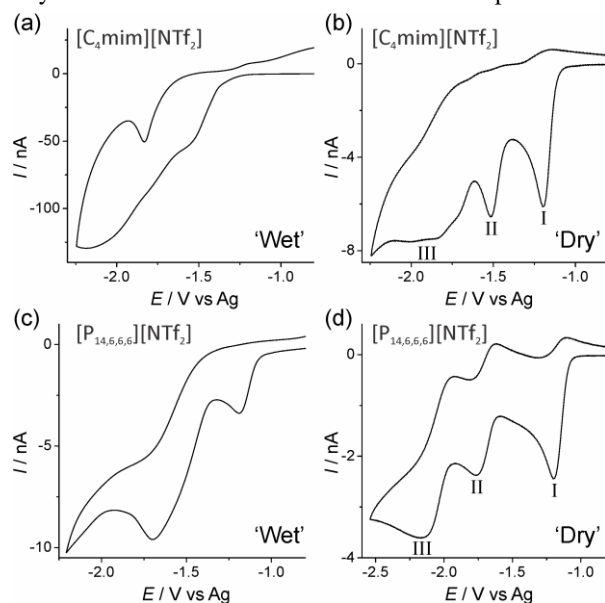 (a)
[C₄mim][NTf₂]
0
-50
-100
I / nA
'Wet'
-2.0 -1.5 -1.0
E / V vs Ag
(b)
[C₄mim][NTf₂]
0
-4
-8
I / nA
III
II
I
'Dry'
-2.0 -1.5 -1.0
E / V vs Ag
(c)
[P₁₄,₆,₆,₆][NTf₂]
0
-5
-10
I / nA
'Wet'
-2.0 -1.5 -1.0
E / V vs Ag
(d)
[P₁₄,₆,₆,₆][NTf₂]
0
-2
-4
I / nA
III
II
I
'Dry'
-2.5 -2.0 -1.5 -1.0
E / V vs Ag